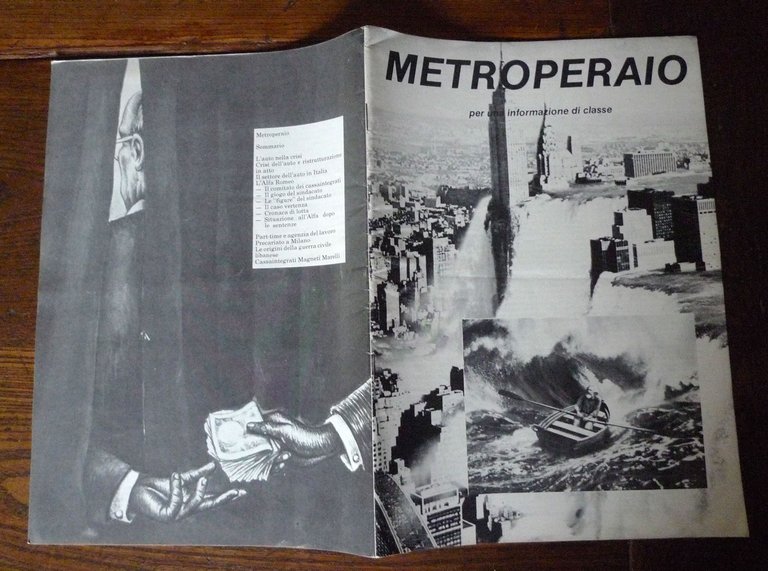 METROPERAIO
per una informazione di classe
Metroperaio
Sommario
L'auto nella crisi
Crisi dell'auto e ristrutturazione
in atto
Il settore dell'auto in Italia
L'Alfa Romeo
— Il comitato dei cassaintegrati
— Il giogo del sindacato
— Le "figure" del sindacato
— Il caso vertenza
— Cronaca di lotta
— Situazione all'Alfa dopo
le sentenze
Part-time e agenzia del lavoro
Precariato a Milano
Le origini della guerra civile
libanese
Cassaintegrati Magneti Marelli